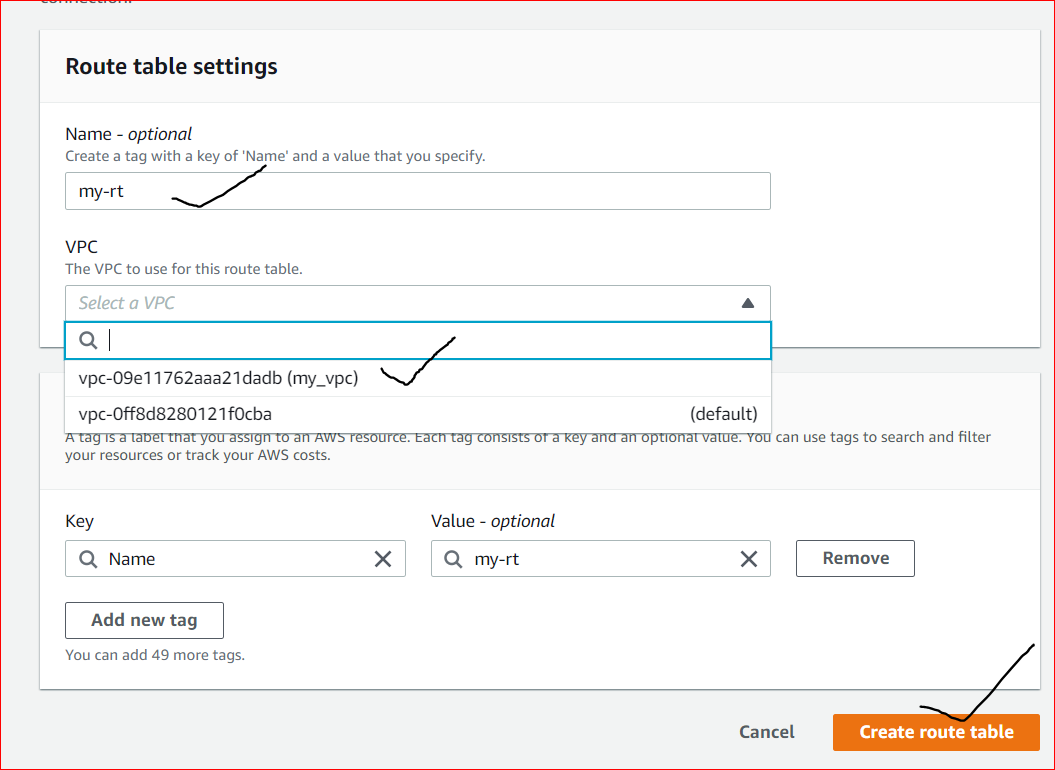 connection.
Route table settings
Name - optional
Create a tag with a key of 'Name' and a value that you specify.
my-rt
VPC
The VPC to use for this route table.
Select a VPC
vpc-09e11762aaa21dadb (my_vpc)
vpc-0ff8d8280121f0cba (default)
A tag is a label that you assign to an AWS resource. Each tag consists of a key and an optional value. You can use tags to search and filter
your resources or track your AWS costs.
Key Value - optional
Name my-rt Remove
Add new tag
You can add 49 more tags.
Cancel Create route table